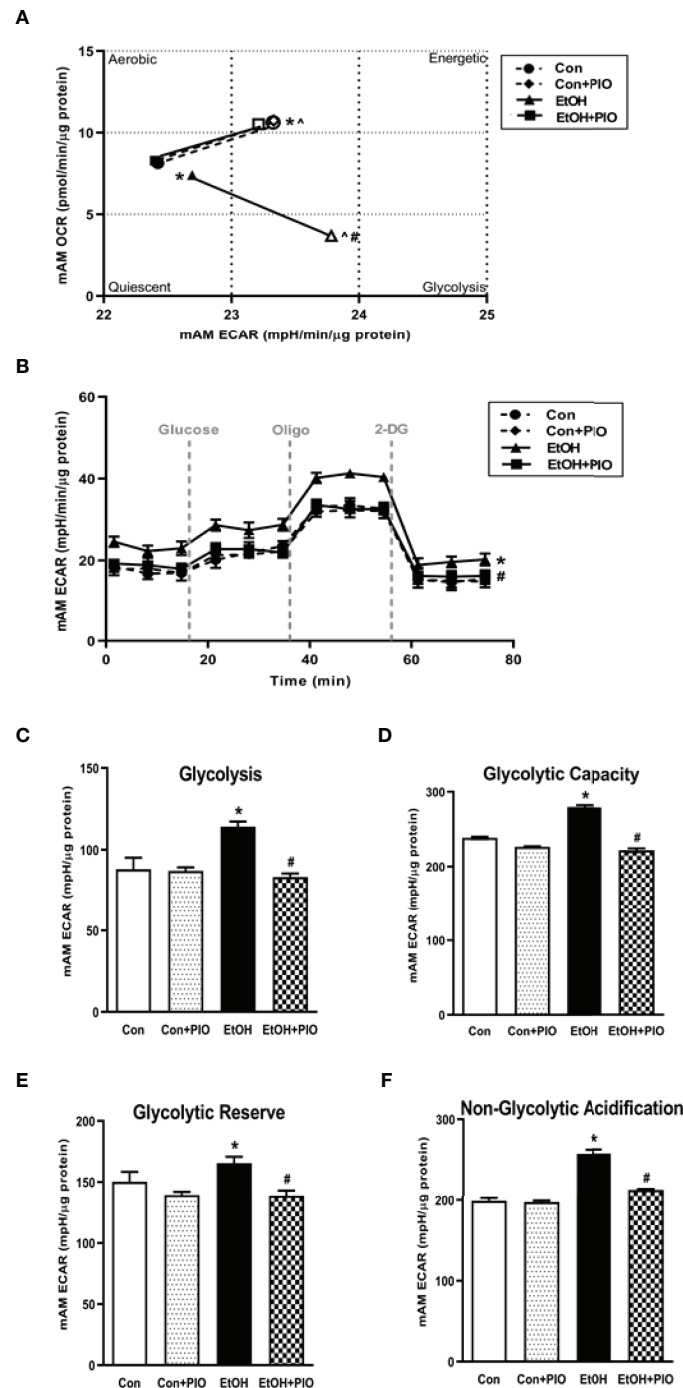 A
15
10
5
0
22
23
24
25
Aerobic
Energetic
Quiescent
Glycolysis
* ^
*
^ #
mAM OCR (pmol/min/µg protein)
mAM ECAR (mpH/min/µg protein)
Con
Con+PIO
EtOH
EtOH+PIO
B
60
40
20
0
0
20
40
60
80
Glucose
Oligo
2-DG
*
#
mAM ECAR (mpH/min/µg protein)
Time (min)
Con
Con+PIO
EtOH
EtOH+PIO
C
Glycolysis
150
100
50
0
*
#
mAM ECAR (mpH/µg protein)
Con Con+PIO EtOH EtOH+PIO
D
Glycolytic Capacity
300
200
100
0
*
#
mAM ECAR (mpH/µg protein)
Con Con+PIO EtOH EtOH+PIO
E
Glycolytic Reserve
200
150
100
50
0
*
#
mAM ECAR (mpH/µg protein)
Con Con+PIO EtOH EtOH+PIO
F
Non-Glycolytic Acidification
300
200
100
0
*
#
mAM ECAR (mpH/µg protein)
Con Con+PIO EtOH EtOH+PIO